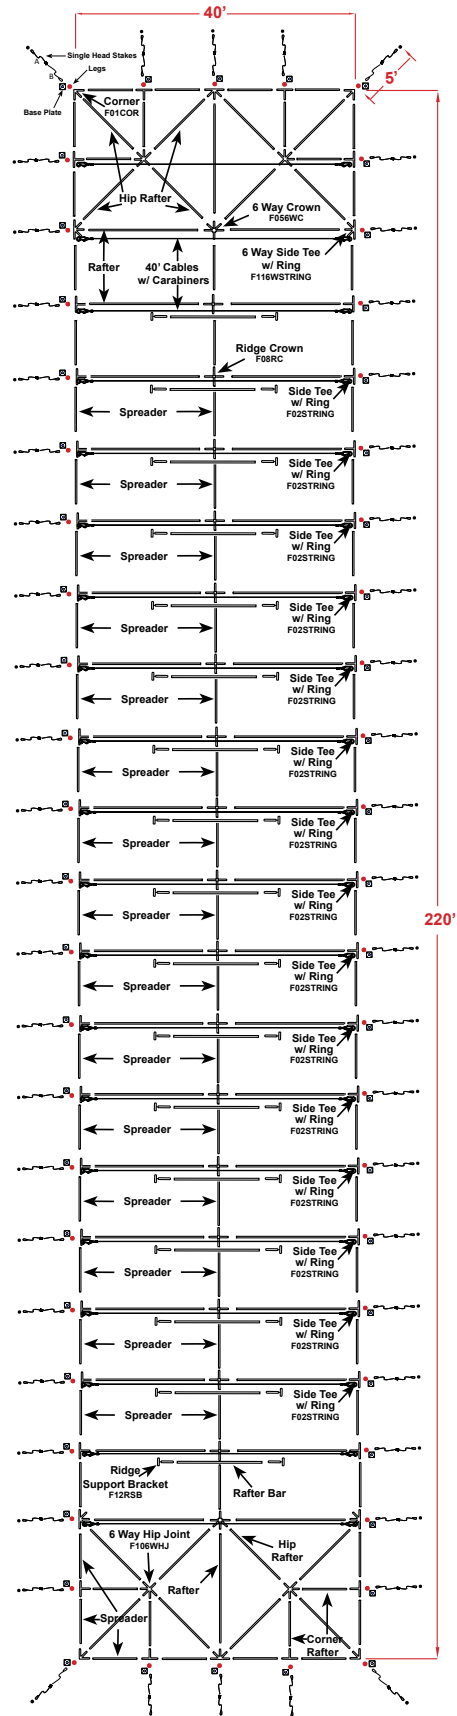 40'
Single Head Stakes
A
5'
B
Legs
Base Plate
Corner
F01COR
Hip Rafter
6 Way Crown
F056WC
Rafter
40' Cables
w/ Carabiners
6 Way Side Tee
w/ Ring
F116WSTRING
Ridge Crown
F08RC
Side Tee
w/ Ring
F02STRING
Spreader
Side Tee
w/ Ring
F02STRING
Spreader
Side Tee
w/ Ring
F02STRING
Spreader
Side Tee
w/ Ring
F02STRING
Spreader
Side Tee
w/ Ring
F02STRING
Spreader
Side Tee
w/ Ring
F02STRING
Spreader
Side Tee
w/ Ring
F02STRING
Spreader
Side Tee
w/ Ring
F02STRING
Spreader
220'
Side Tee
w/ Ring
F02STRING
Spreader
Side Tee
w/ Ring
F02STRING
Spreader
Side Tee
w/ Ring
F02STRING
Spreader
Side Tee
w/ Ring
F02STRING
Spreader
Side Tee
w/ Ring
F02STRING
Spreader
Side Tee
w/ Ring
F02STRING
Spreader
Side Tee
w/ Ring
F02STRING
Spreader
Ridge
Support Bracket
F12RSB
Rafter Bar
6 Way Hip Joint
F106WHJ
Hip
Rafter
Rafter
Spreader
Corner
Rafter